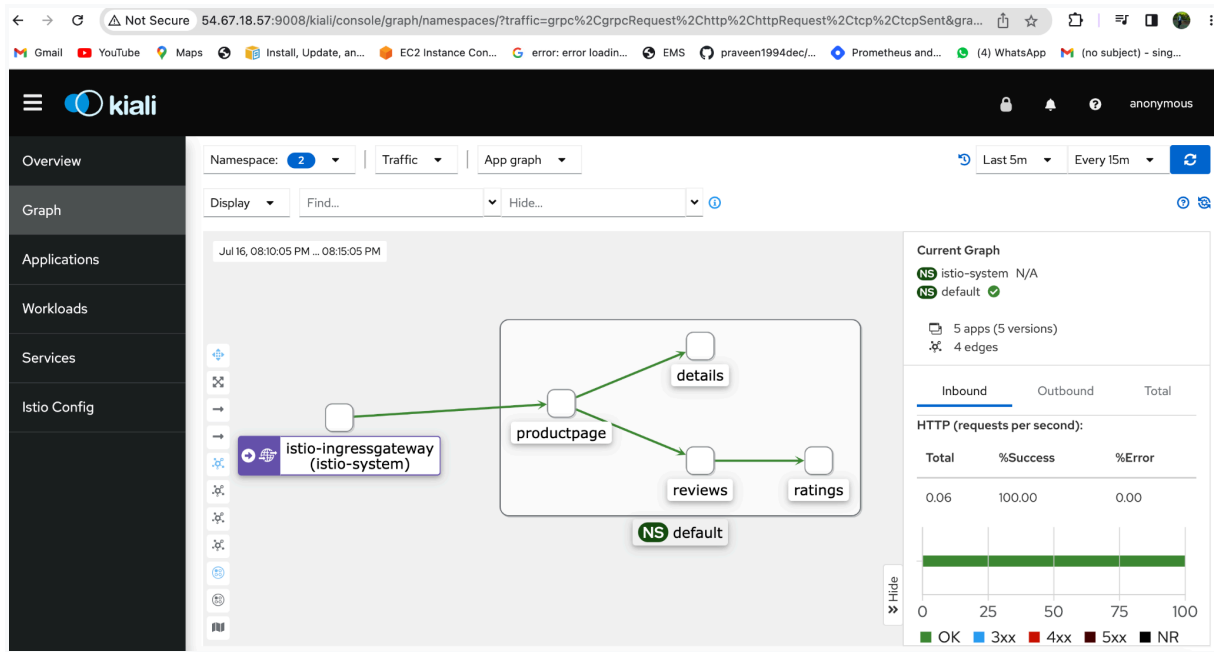 Not Secure 54.67.18.57:9008/kiali/console/graph/namespaces/?traffic=grpc%2CgrpcRequest%2Chttp%2ChttpRequest%2Ctcp%2CtcpSent&gra...
Gmail YouTube Maps Install, Update, an... EC2 Instance Con... error: error loadin... EMS praveen1994dec/... Prometheus and... (4) WhatsApp (no subject) - sing...
kiali anonymous
Overview
Graph
Applications
Workloads
Services
Istio Config
Namespace: 2 Traffic App graph Last 5m Every 15m
Display Find... Hide...
Jul 16, 08:10:05 PM ... 08:15:05 PM
details
productpage
istio-ingressgateway
(istio-system)
reviews
ratings
NS default
Hide
Current Graph
NS istio-system N/A
NS default
5 apps (5 versions)
4 edges
Inbound Outbound Total
HTTP (requests per second):
Total %Success %Error
0.06 100.00 0.00
0 25 50 75 100
OK 3xx 4xx 5xx NR